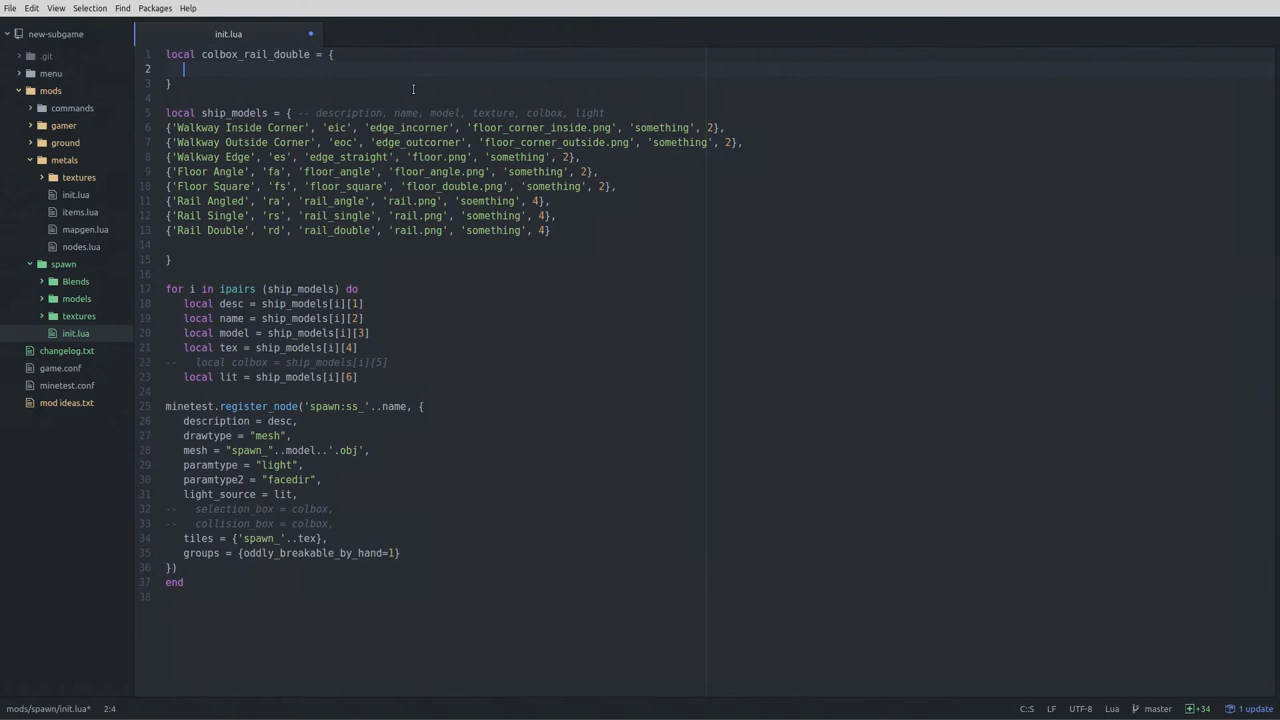 File Edit View Selection Find Packages Help
new-subgame
.git
menu
mods
commands
gamer
ground
metals
textures
init.lua
items.lua
mapgen.lua
nodes.lua
spawn
Blends
models
textures
init.lua
changelog.txt
game.conf
minetest.conf
mod ideas.txt
init.lua
1 local colbox_rail_double = {
2
3 }
4
5 local ship_models = { -- description, name, model, texture, colbox, light
6 {'Walkway Inside Corner', 'eic', 'edge_incorner', 'floor_corner_inside.png', 'something', 2},
7 {'Walkway Outside Corner', 'eoc', 'edge_outcorner', 'floor_corner_outside.png', 'something', 2},
8 {'Walkway Edge', 'es', 'edge_straight', 'floor.png', 'something', 2},
9 {'Floor Angle', 'fa', 'floor_angle', 'floor_angle.png', 'something', 2},
10 {'Floor Square', 'fs', 'floor_square', 'floor_double.png', 'something', 2},
11 {'Rail Angled', 'ra', 'rail_angle', 'rail.png', 'soemthing', 4},
12 {'Rail Single', 'rs', 'rail_single', 'rail.png', 'something', 4},
13 {'Rail Double', 'rd', 'rail_double', 'rail.png', 'something', 4}
14
15 }
16
17 for i in ipairs (ship_models) do
18 local desc = ship_models[i][1]
19 local name = ship_models[i][2]
20 local model = ship_models[i][3]
21 local tex = ship_models[i][4]
22 -- local colbox = ship_models[i][5]
23 local lit = ship_models[i][6]
24
25 minetest.register_node('spawn:ss_'..name, {
26 description = desc,
27 drawtype = "mesh",
28 mesh = "spawn_"..model..'.obj',
29 paramtype = "light",
30 paramtype2 = "facedir",
31 light_source = lit,
32 -- selection_box = colbox,
33 -- collision_box = colbox,
34 tiles = {'spawn_'..tex},
35 groups = {oddly_breakable_by_hand=1}
36 })
37 end
38
mods/spawn/init.lua* 2:4 C::S LF UTF-8 Lua master +34 1 update